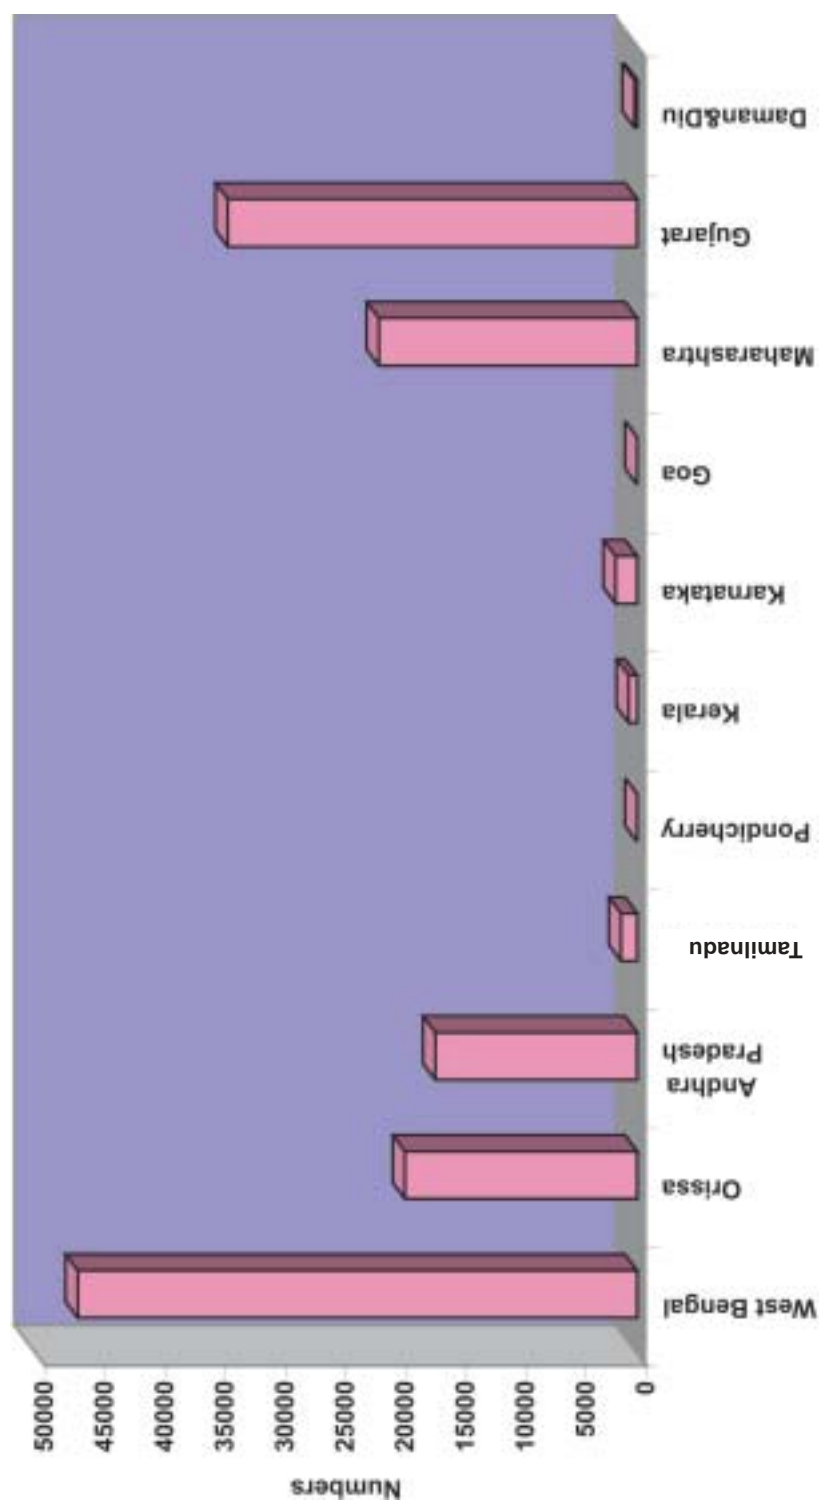 Numbers
50000
45000
40000
35000
30000
25000
20000
15000
10000
5000
0
West Bengal
Orissa
Andhra
Pradesh
Tamilnadu
Pondicherry
Kerala
Karnataka
Goa
Maharashtra
Gujarat
Daman&Diu